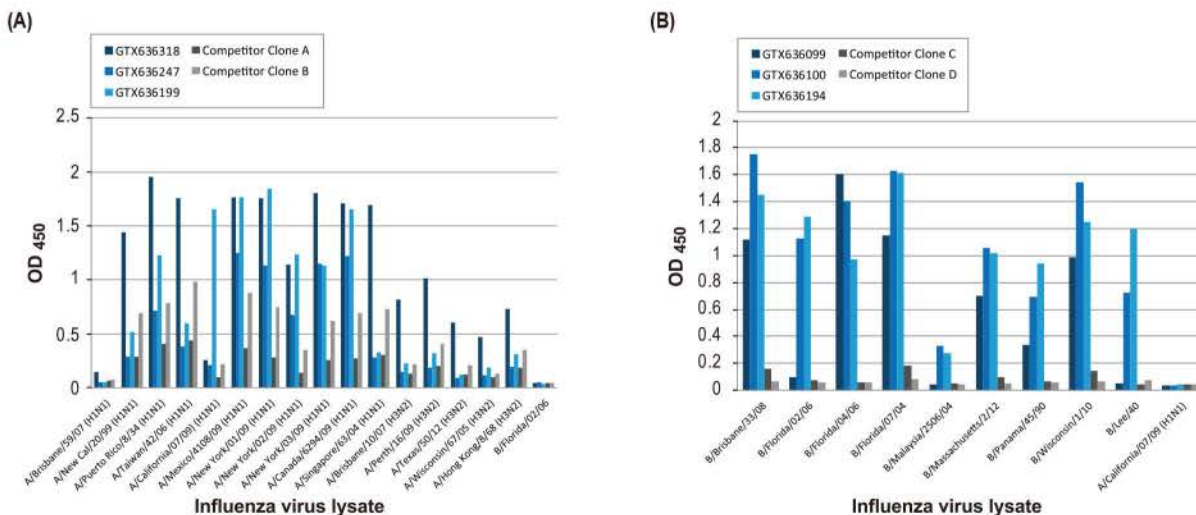 (A)
GTX636318
Competitor Clone A
GTX636247
Competitor Clone B
GTX636199
2.5
2
1.5
1
0.5
0
OD 450
A/Brisbane/59/07 (H1N1)
A/New Cal/20/99 (H1N1)
A/Puerto Rico/8/34 (H1N1)
A/Taiwan/42/06 (H1N1)
A/California/07/09) (H1N1)
A/Mexico/4108/09 (H1N1)
A/New York/01/09 (H1N1)
A/New York/02/09 (H1N1)
A/New York/03/09 (H1N1)
A/Canada/6294/09 (H1N1)
A/Singapore/63/04 (H1N1)
A/Brisbane/10/07 (H3N2)
A/Perth/16/09 (H3N2)
A/Texas/50/12 (H3N2)
A/Wisconsin/67/05 (H3N2)
A/Hong Kong/8/68 (H3N2)
B/Florida/02/06
Influenza virus lysate
(B)
GTX636099
Competitor Clone C
GTX636100
Competitor Clone D
GTX636194
2
1.8
1.6
1.4
1.2
1
0.8
0.6
0.4
0.2
0
OD 450
B/Brisbane/33/08
B/Florida/02/06
B/Florida/04/06
B/Florida/07/04
B/Malaysia/2506/04
B/Massachusetts/2/12
B/Panama/45/90
B/Wisconsin/1/10
B/Lee/40
A/California/07/09 (H1N1)
Influenza virus lysate